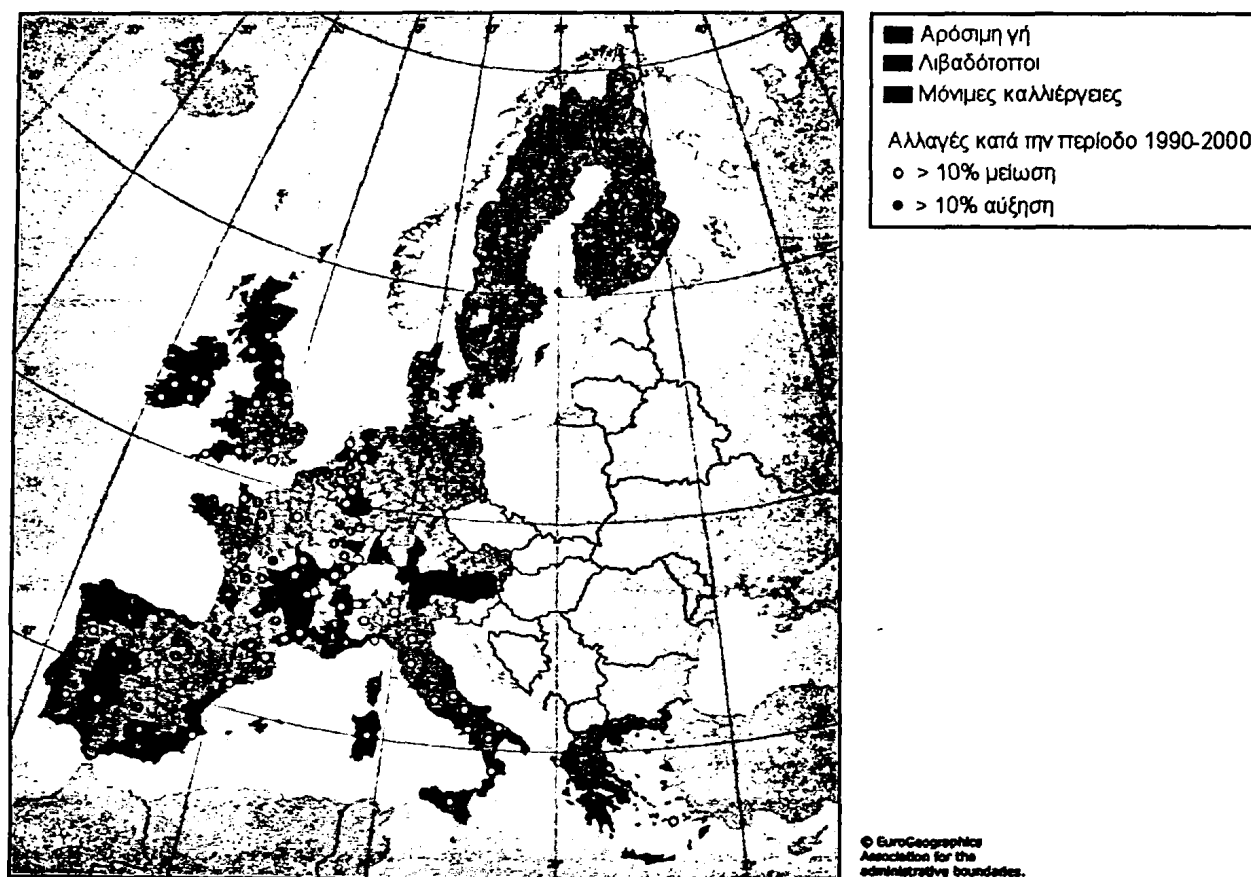 Αρόσιμη γή
Λιβαδότοποι
Μόνιμες καλλιέργειες
Αλλαγές κατά την περίοδο 1990-2000
> 10% μείωση
> 10% αύξηση
© EuroGeographics
Association for the
administrative boundaries.